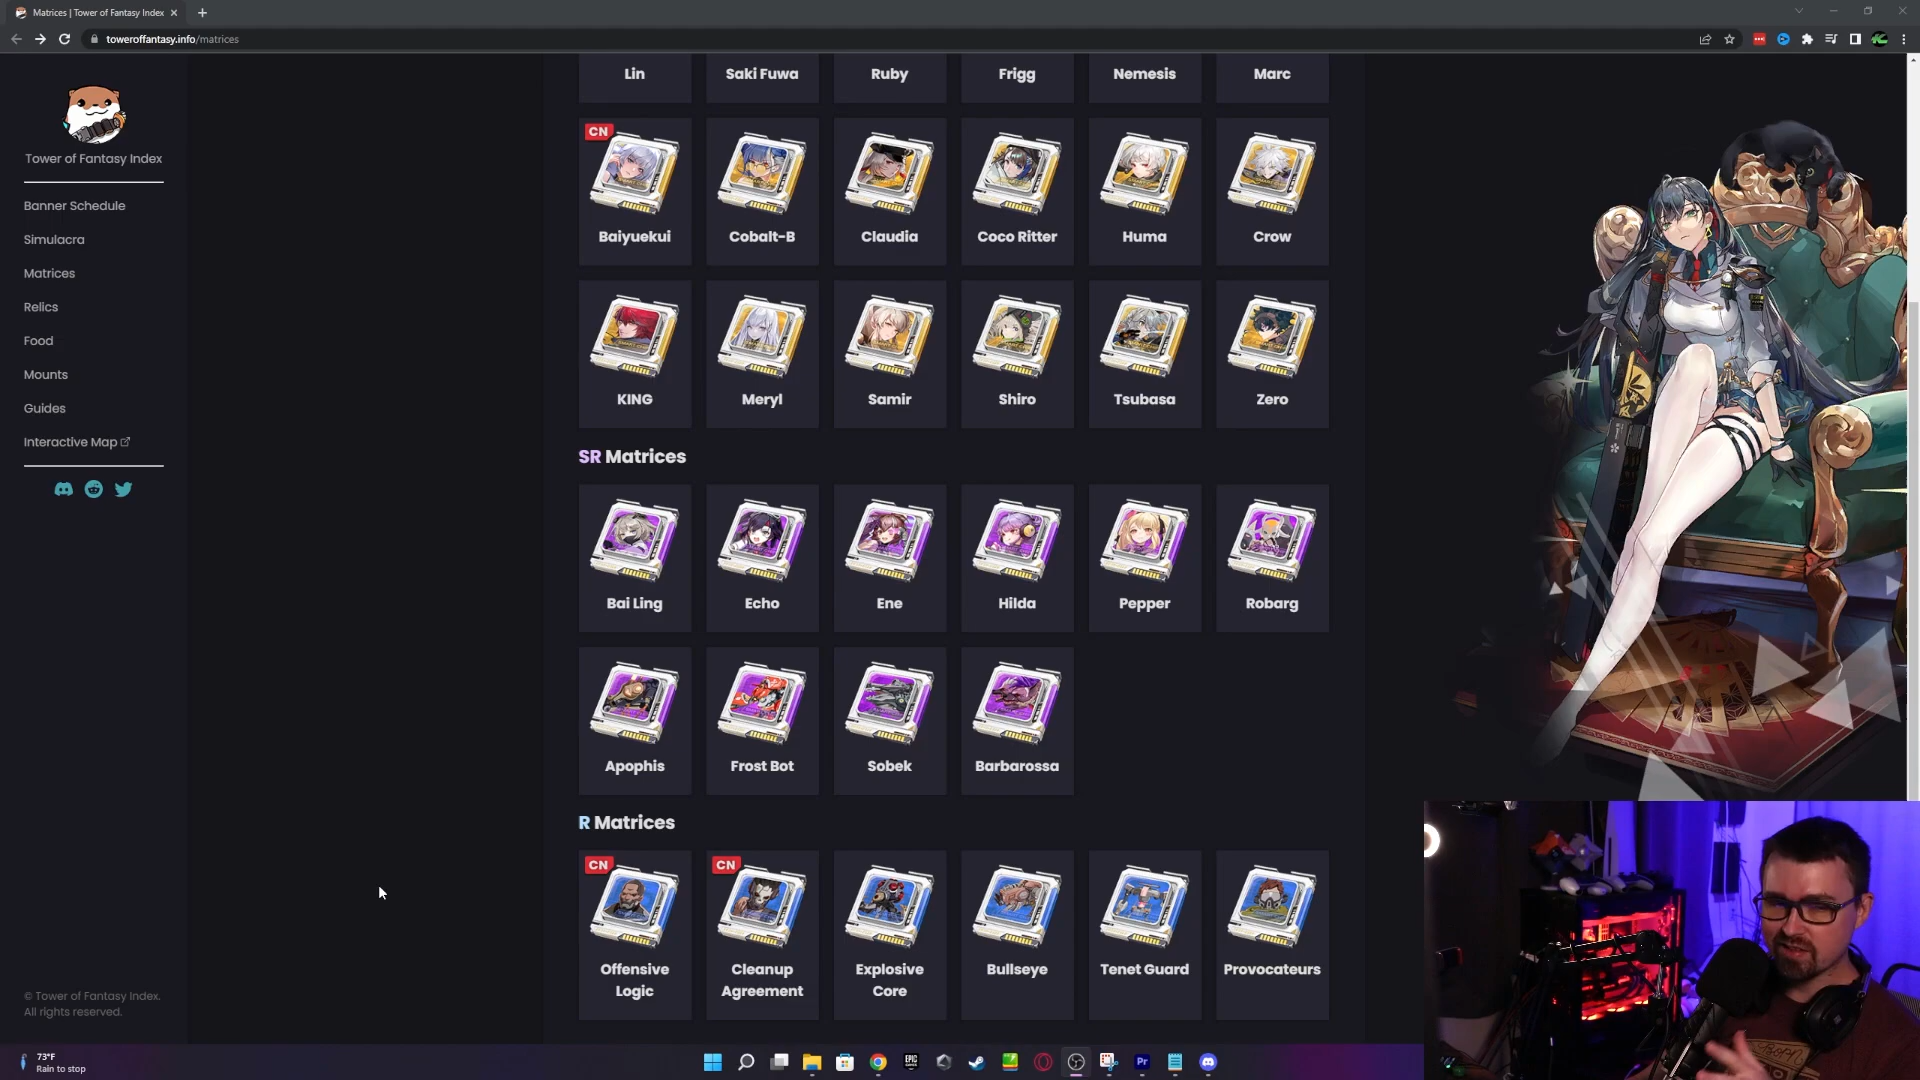 Matrices | Tower of Fantasy Index
toweroffantasy.info/matrices
Tower of Fantasy Index
Banner Schedule
Simulacra
Matrices
Relics
Food
Mounts
Guides
Interactive Map
© Tower of Fantasy Index.
All rights reserved.
Lin Saki Fuwa Ruby Frigg Nemesis Marc
CN
Baiyuekui Cobalt-B Claudia Coco Ritter Huma Crow
KING Meryl Samir Shiro Tsubasa Zero
SR Matrices
Bai Ling Echo Ene Hilda Pepper Robarg
Apophis Frost Bot Sobek Barbarossa
R Matrices
CN CN
Offensive Logic Cleanup Agreement Explosive Core Bullseye Tenet Guard Provocateurs
73°F
Rain to stop
EPIC GAMES
Pr